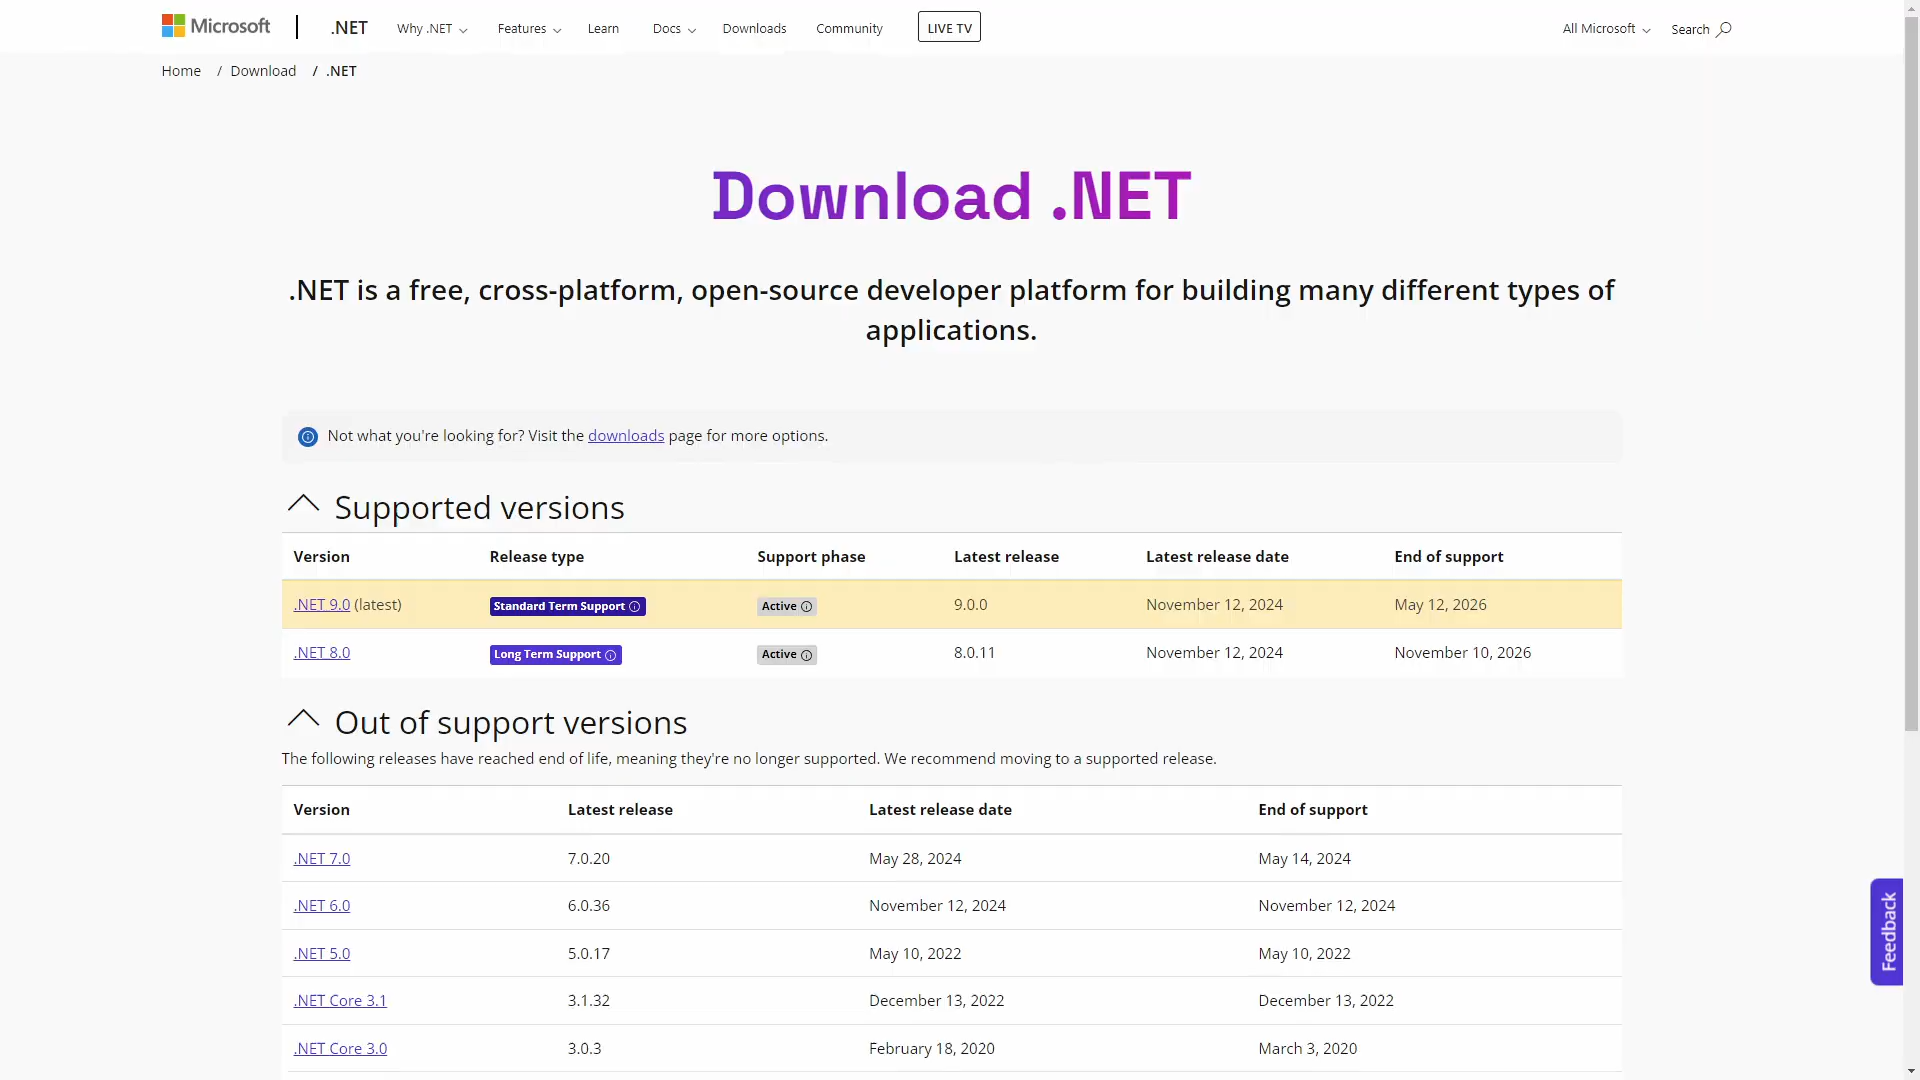 Microsoft .NET Why .NET Features Learn Docs Downloads Community LIVE TV All Microsoft Search
Home / Download / .NET
Download .NET
.NET is a free, cross-platform, open-source developer platform for building many different types of
applications.
Not what you're looking for? Visit the downloads page for more options.
Supported versions
Version Release type Support phase Latest release Latest release date End of support
.NET 9.0 (latest) Standard Term Support Active 9.0.0 November 12, 2024 May 12, 2026
.NET 8.0 Long Term Support Active 8.0.11 November 12, 2024 November 10, 2026
Out of support versions
The following releases have reached end of life, meaning they're no longer supported. We recommend moving to a supported release.
Version Latest release Latest release date End of support
.NET 7.0 7.0.20 May 28, 2024 May 14, 2024
.NET 6.0 6.0.36 November 12, 2024 November 12, 2024
.NET 5.0 5.0.17 May 10, 2022 May 10, 2022
.NET Core 3.1 3.1.32 December 13, 2022 December 13, 2022
.NET Core 3.0 3.0.3 February 18, 2020 March 3, 2020
Feedback